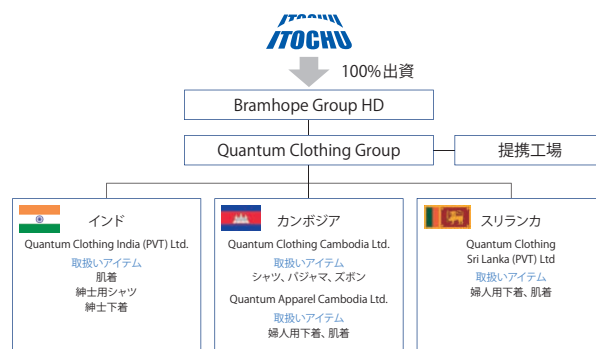 ITOCHU
100%出資
Bramhope Group HD
Quantum Clothing Group
提携工場
インド
Quantum Clothing India (PVT) Ltd.
取扱いアイテム
肌着
紳士用シャツ
紳士下着
カンボジア
Quantum Clothing Cambodia Ltd.
取扱いアイテム
シャツ、パジャマ、ズボン
Quantum Apparel Cambodia Ltd.
取扱いアイテム
婦人用下着、肌着
スリランカ
Quantum Clothing
Sri Lanka (PVT) Ltd
取扱いアイテム
婦人用下着、肌着